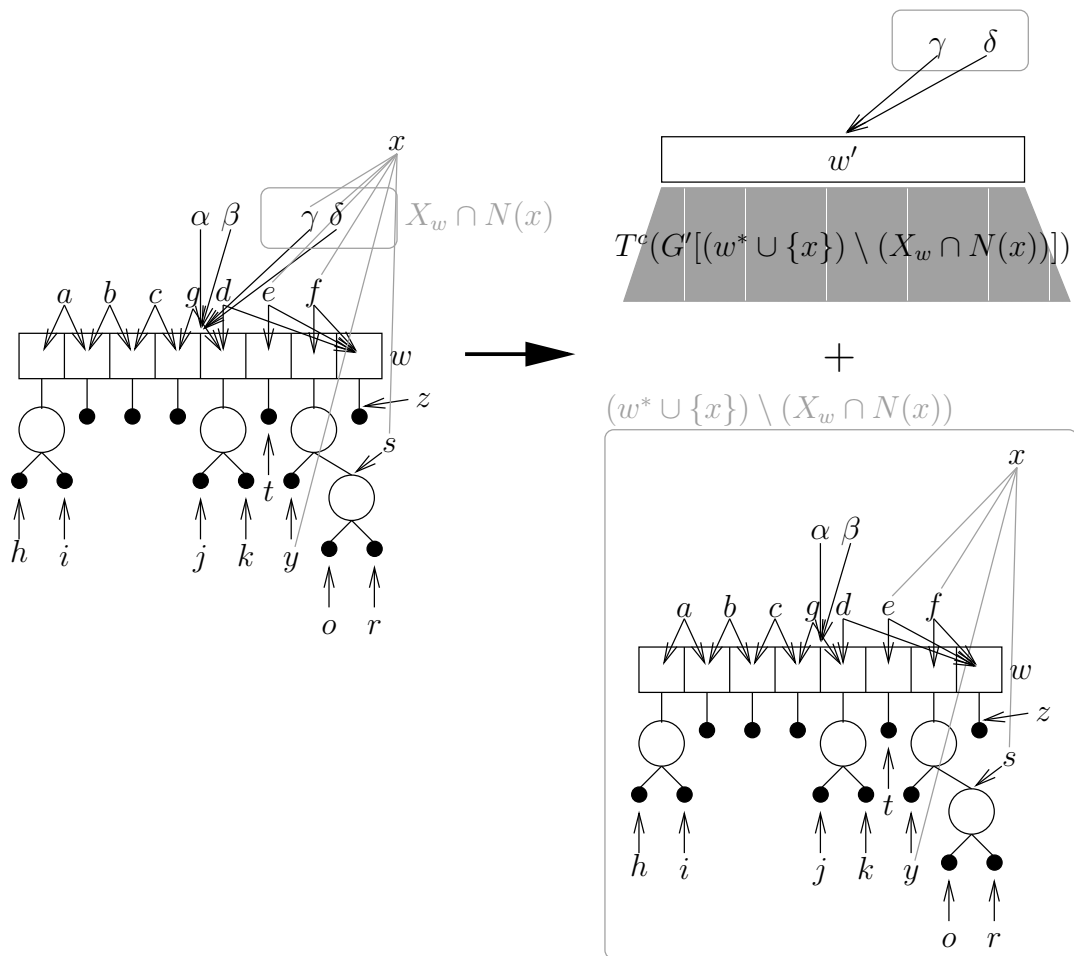 γ δ
x
w′
α β γ δ X_w ∩ N(x)
T^c(G′[(w* ∪ {x}) \ (X_w ∩ N(x))])
a b c g d e f
w
+
z
(w* ∪ {x}) \ (X_w ∩ N(x))
s
x
t
α β
h i j k y
a b c g d e f
o r
w
z
s
t
h i j k y
o r